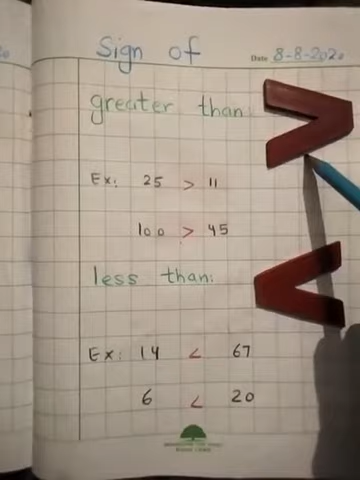 Sign of
Date 8-8-2020
greater than:
>
Ex: 25 > 11
100 > 45
less than:
<
Ex: 14 < 67
6 < 20